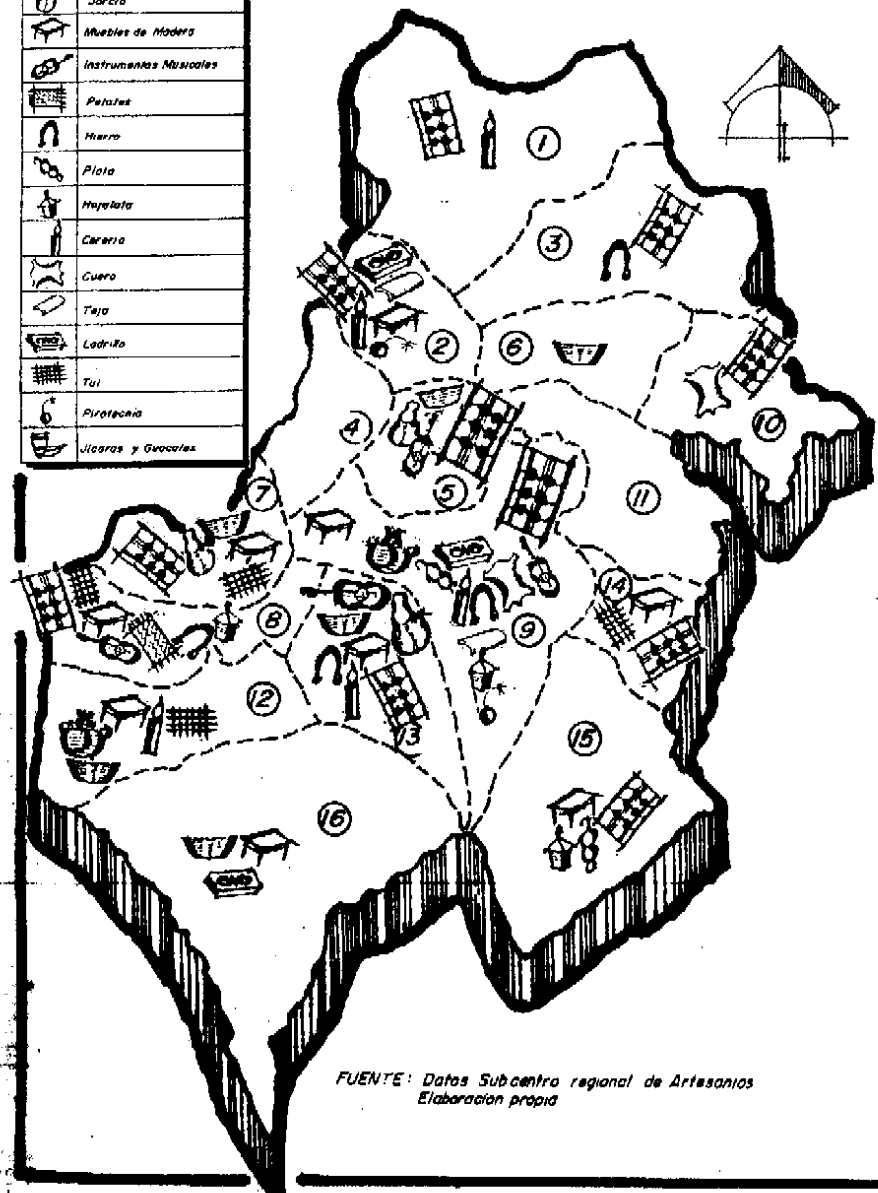 Jarcia
Muebles de Madera
Instrumentos Musicales
Petates
Hierro
Plata
Hojalata
Cereria
Cuero
Teja
Ladrillo
Tul
Pirotecnia
Jícaras y Guacales
1
3
2
6
10
4
5
11
7
14
8
9
12
13
15
16
FUENTE: Datos Subcentro regional de Artesanias
Elaboracion propia